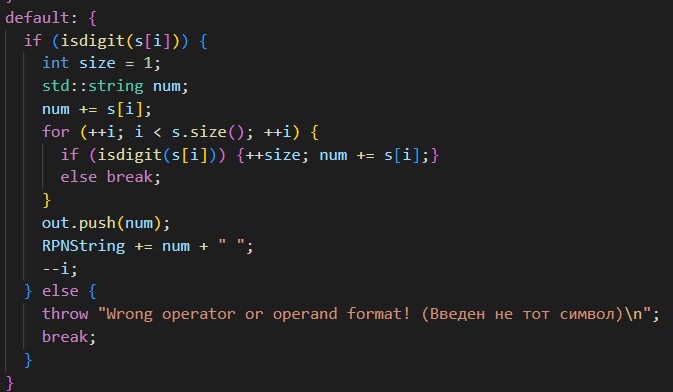 default: {
if (isdigit(s[i])) {
int size = 1;
std::string num;
num += s[i];
for (++i; i < s.size(); ++i) {
if (isdigit(s[i])) {++size; num += s[i];}
else break;
}
out.push(num);
RPNString += num + " ";
--i;
} else {
throw "Wrong operator or operand format! (Введен не тот символ)\n";
break;
}
}